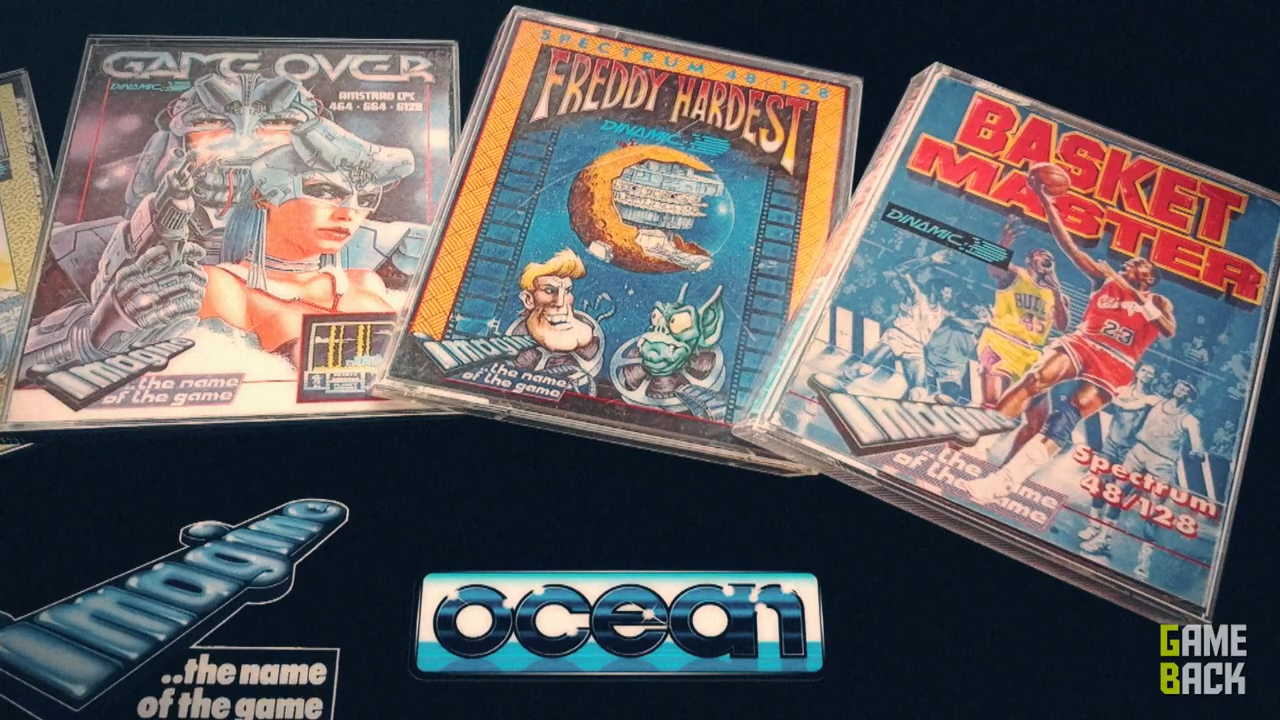 GAME OVER
DINAMIC
AMSTRAD CPC
464 - 664 - 6128
imagine
..the name
of the game
SPECTRUM 48-128
FREDDY HARDEST
DINAMIC
imagine
..the name
of the game
BASKET
MASTER
DINAMIC
BUL
Chi
23
imagine
..the name
of the game
Spectrum
48/128
imagine
..the name
of the game
ocean
GAME
BACK